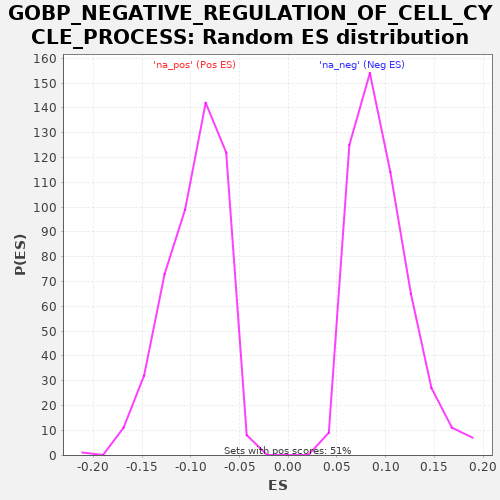 GOBP_NEGATIVE_REGULATION_OF_CELL_CY
CLE_PROCESS: Random ES distribution
'na_pos' (Pos ES)
'na_neg' (Neg ES)
160
150
140
130
120
110
100
90
80
70
60
50
40
30
20
10
0
P(ES)
Sets with pos scores: 51%
-0.20 -0.15 -0.10 -0.05 0.00 0.05 0.10 0.15 0.20
ES